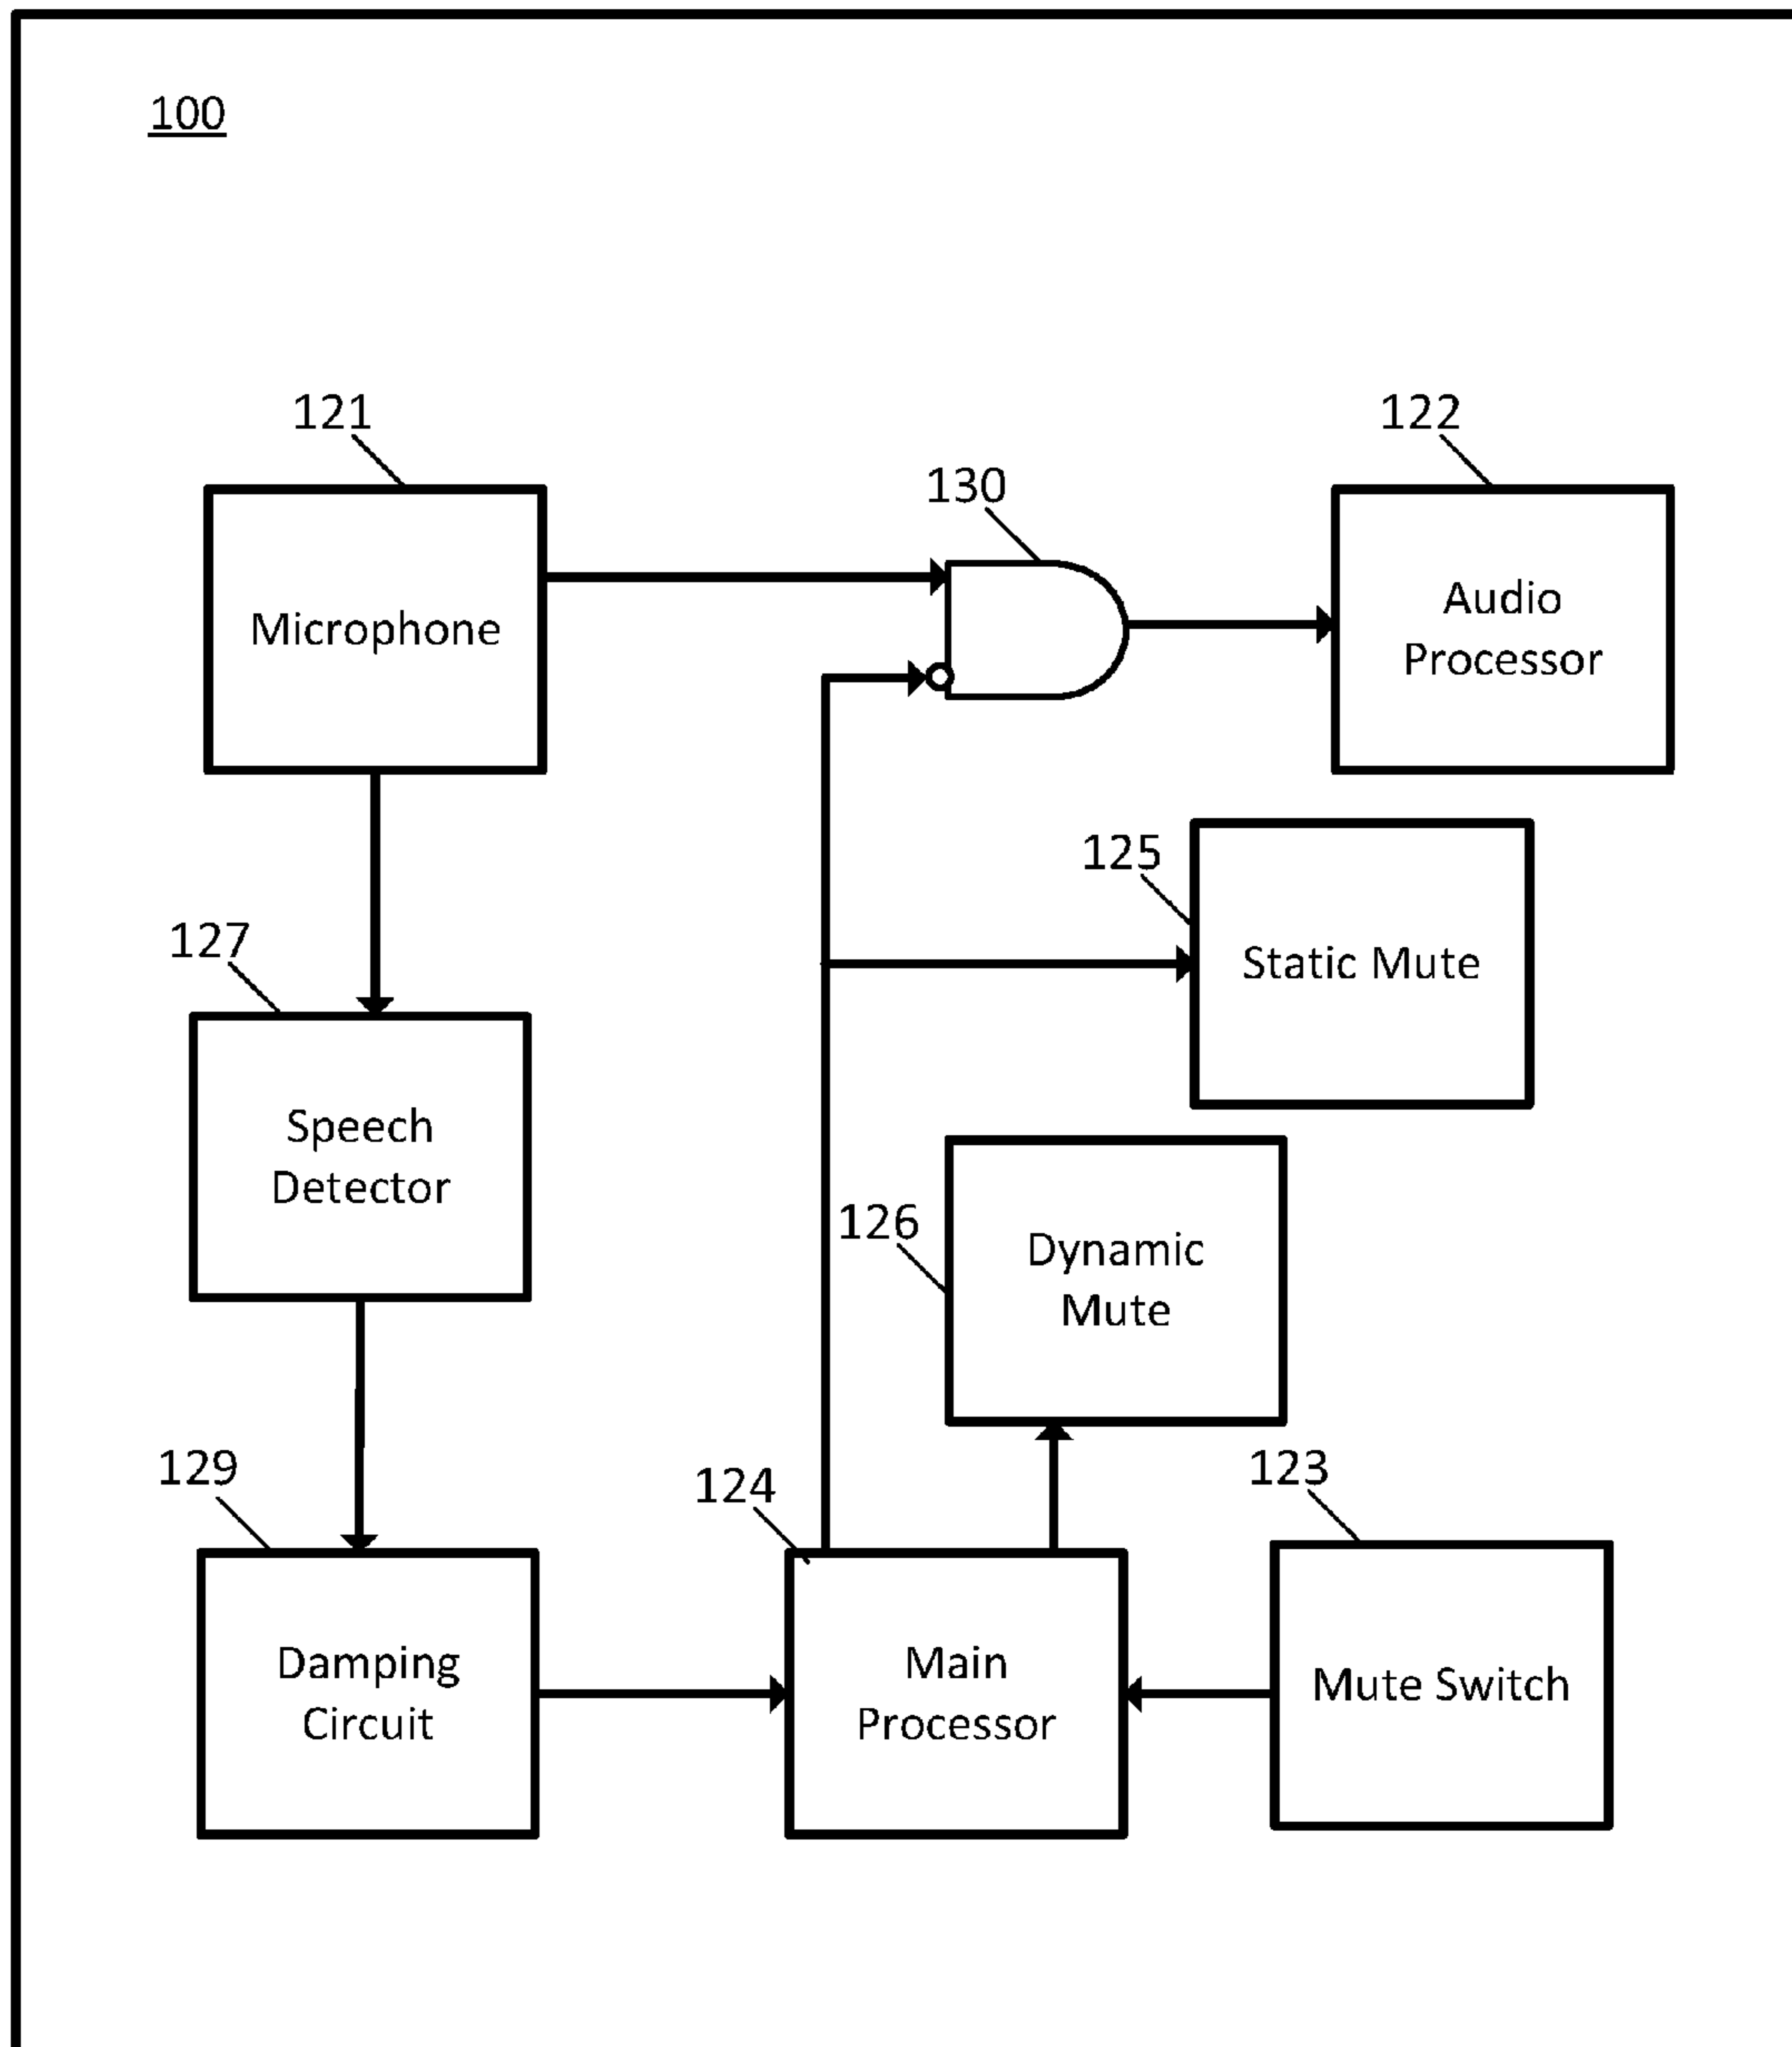 100
121
122
130
Microphone
Audio
Processor
125
Static Mute
127
Speech
Detector
126
Dynamic
Mute
129
124
123
Damping
Circuit
Main
Processor
Mute Switch